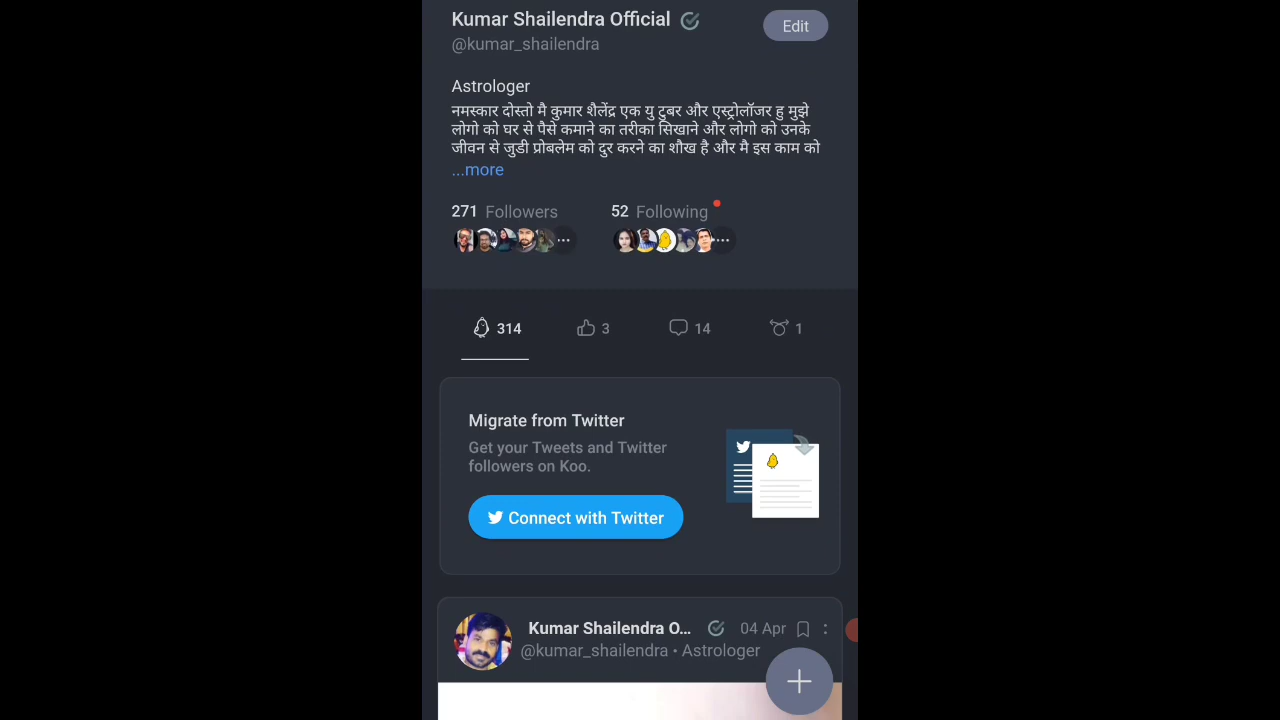 Kumar Shailendra Official
Edit
@kumar_shailendra
Astrologer
नमस्कार दोस्तो मै कुमार शैलेंद्र एक यु टुबर और एस्ट्रोलॉजर हु मुझे
लोगो को घर से पैसे कमाने का तरीका सिखाने और लोगो को उनके
जीवन से जुडी प्रोबलेम को दुर करने का शौख है और मै इस काम को
...more
271 Followers 52 Following
314 3 14 1
Migrate from Twitter
Get your Tweets and Twitter
followers on Koo.
Connect with Twitter
Kumar Shailendra O... 04 Apr
@kumar_shailendra • Astrologer